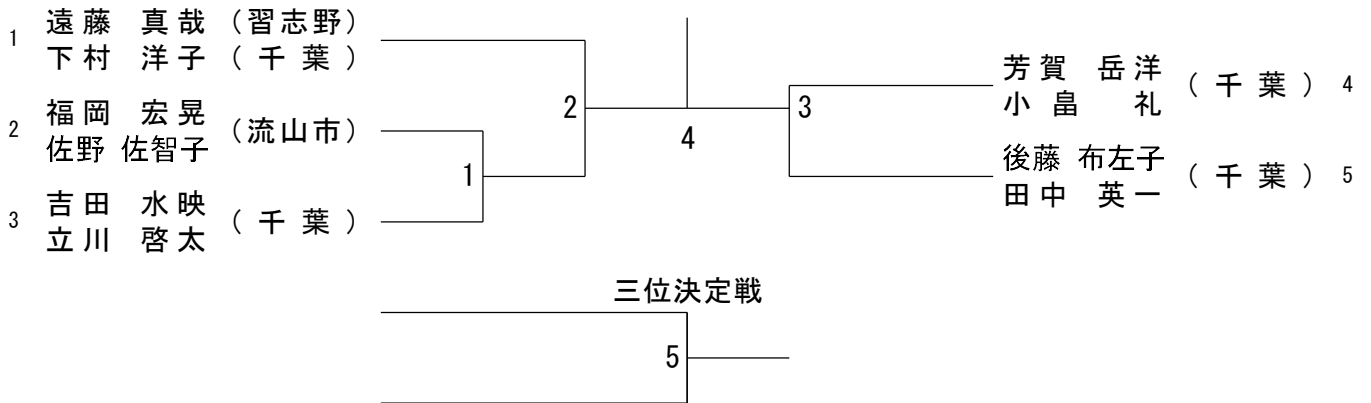 1 遠藤 真哉 (習志野)
下村 洋子 (千葉)
2 福岡 宏晃 (流山市)
佐野 佐智子
3 吉田 水映 (千葉)
立川 啓太
1
2
4
3
芳賀 岳洋 (千葉) 4
小畠 礼
後藤 布左子 (千葉) 5
田中 英一
三位決定戦
5